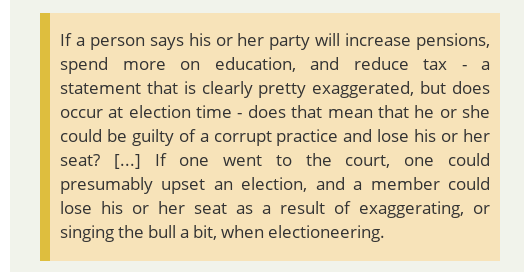 If a person says his or her party will increase pensions,
spend more on education, and reduce tax - a
statement that is clearly pretty exaggerated, but does
occur at election time - does that mean that he or she
could be guilty of a corrupt practice and lose his or her
seat? [...] If one went to the court, one could
presumably upset an election, and a member could
lose his or her seat as a result of exaggerating, or
singing the bull a bit, when electioneering.